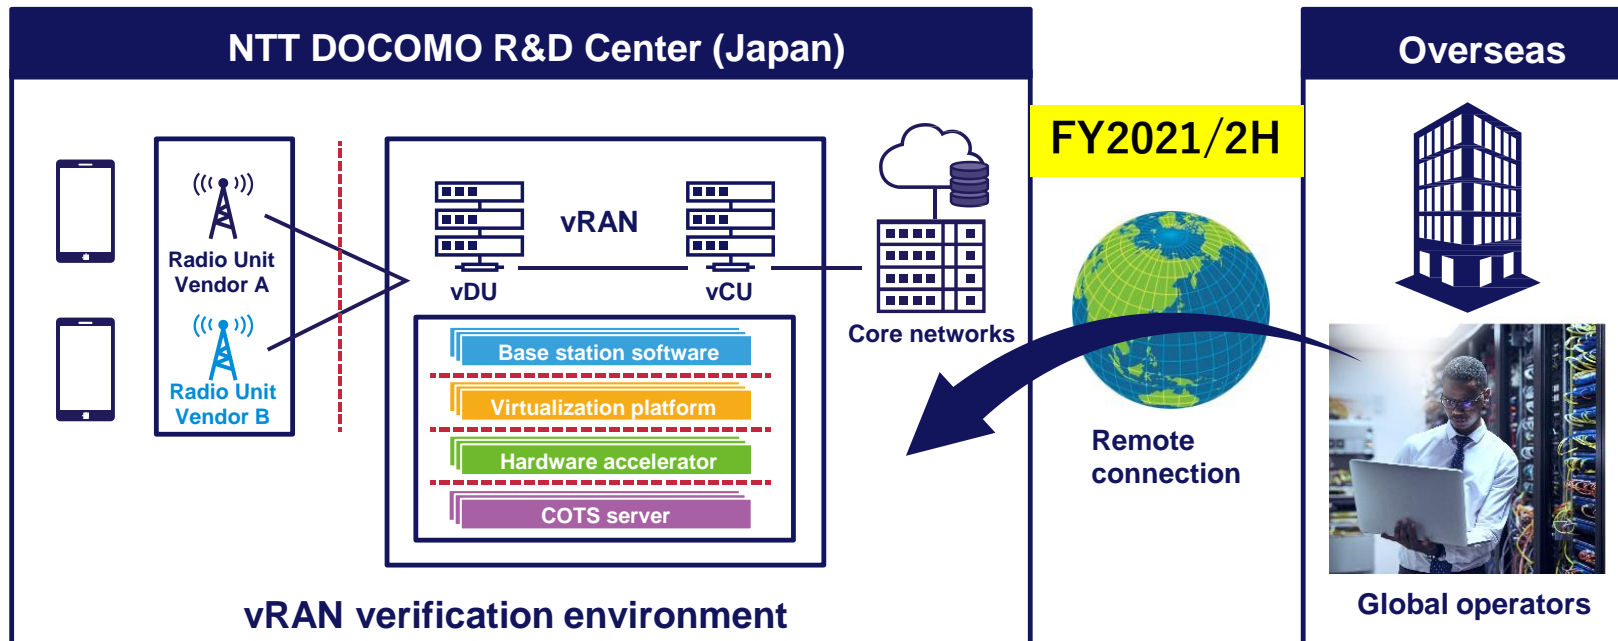 NTT DOCOMO R&D Center (Japan)
Overseas
FY2021/2H
Radio Unit
Vendor A
Radio Unit
Vendor B
vRAN
vDU
vCU
Core networks
Base station software
Virtualization platform
Hardware accelerator
COTS server
vRAN verification environment
Remote
connection
Global operators